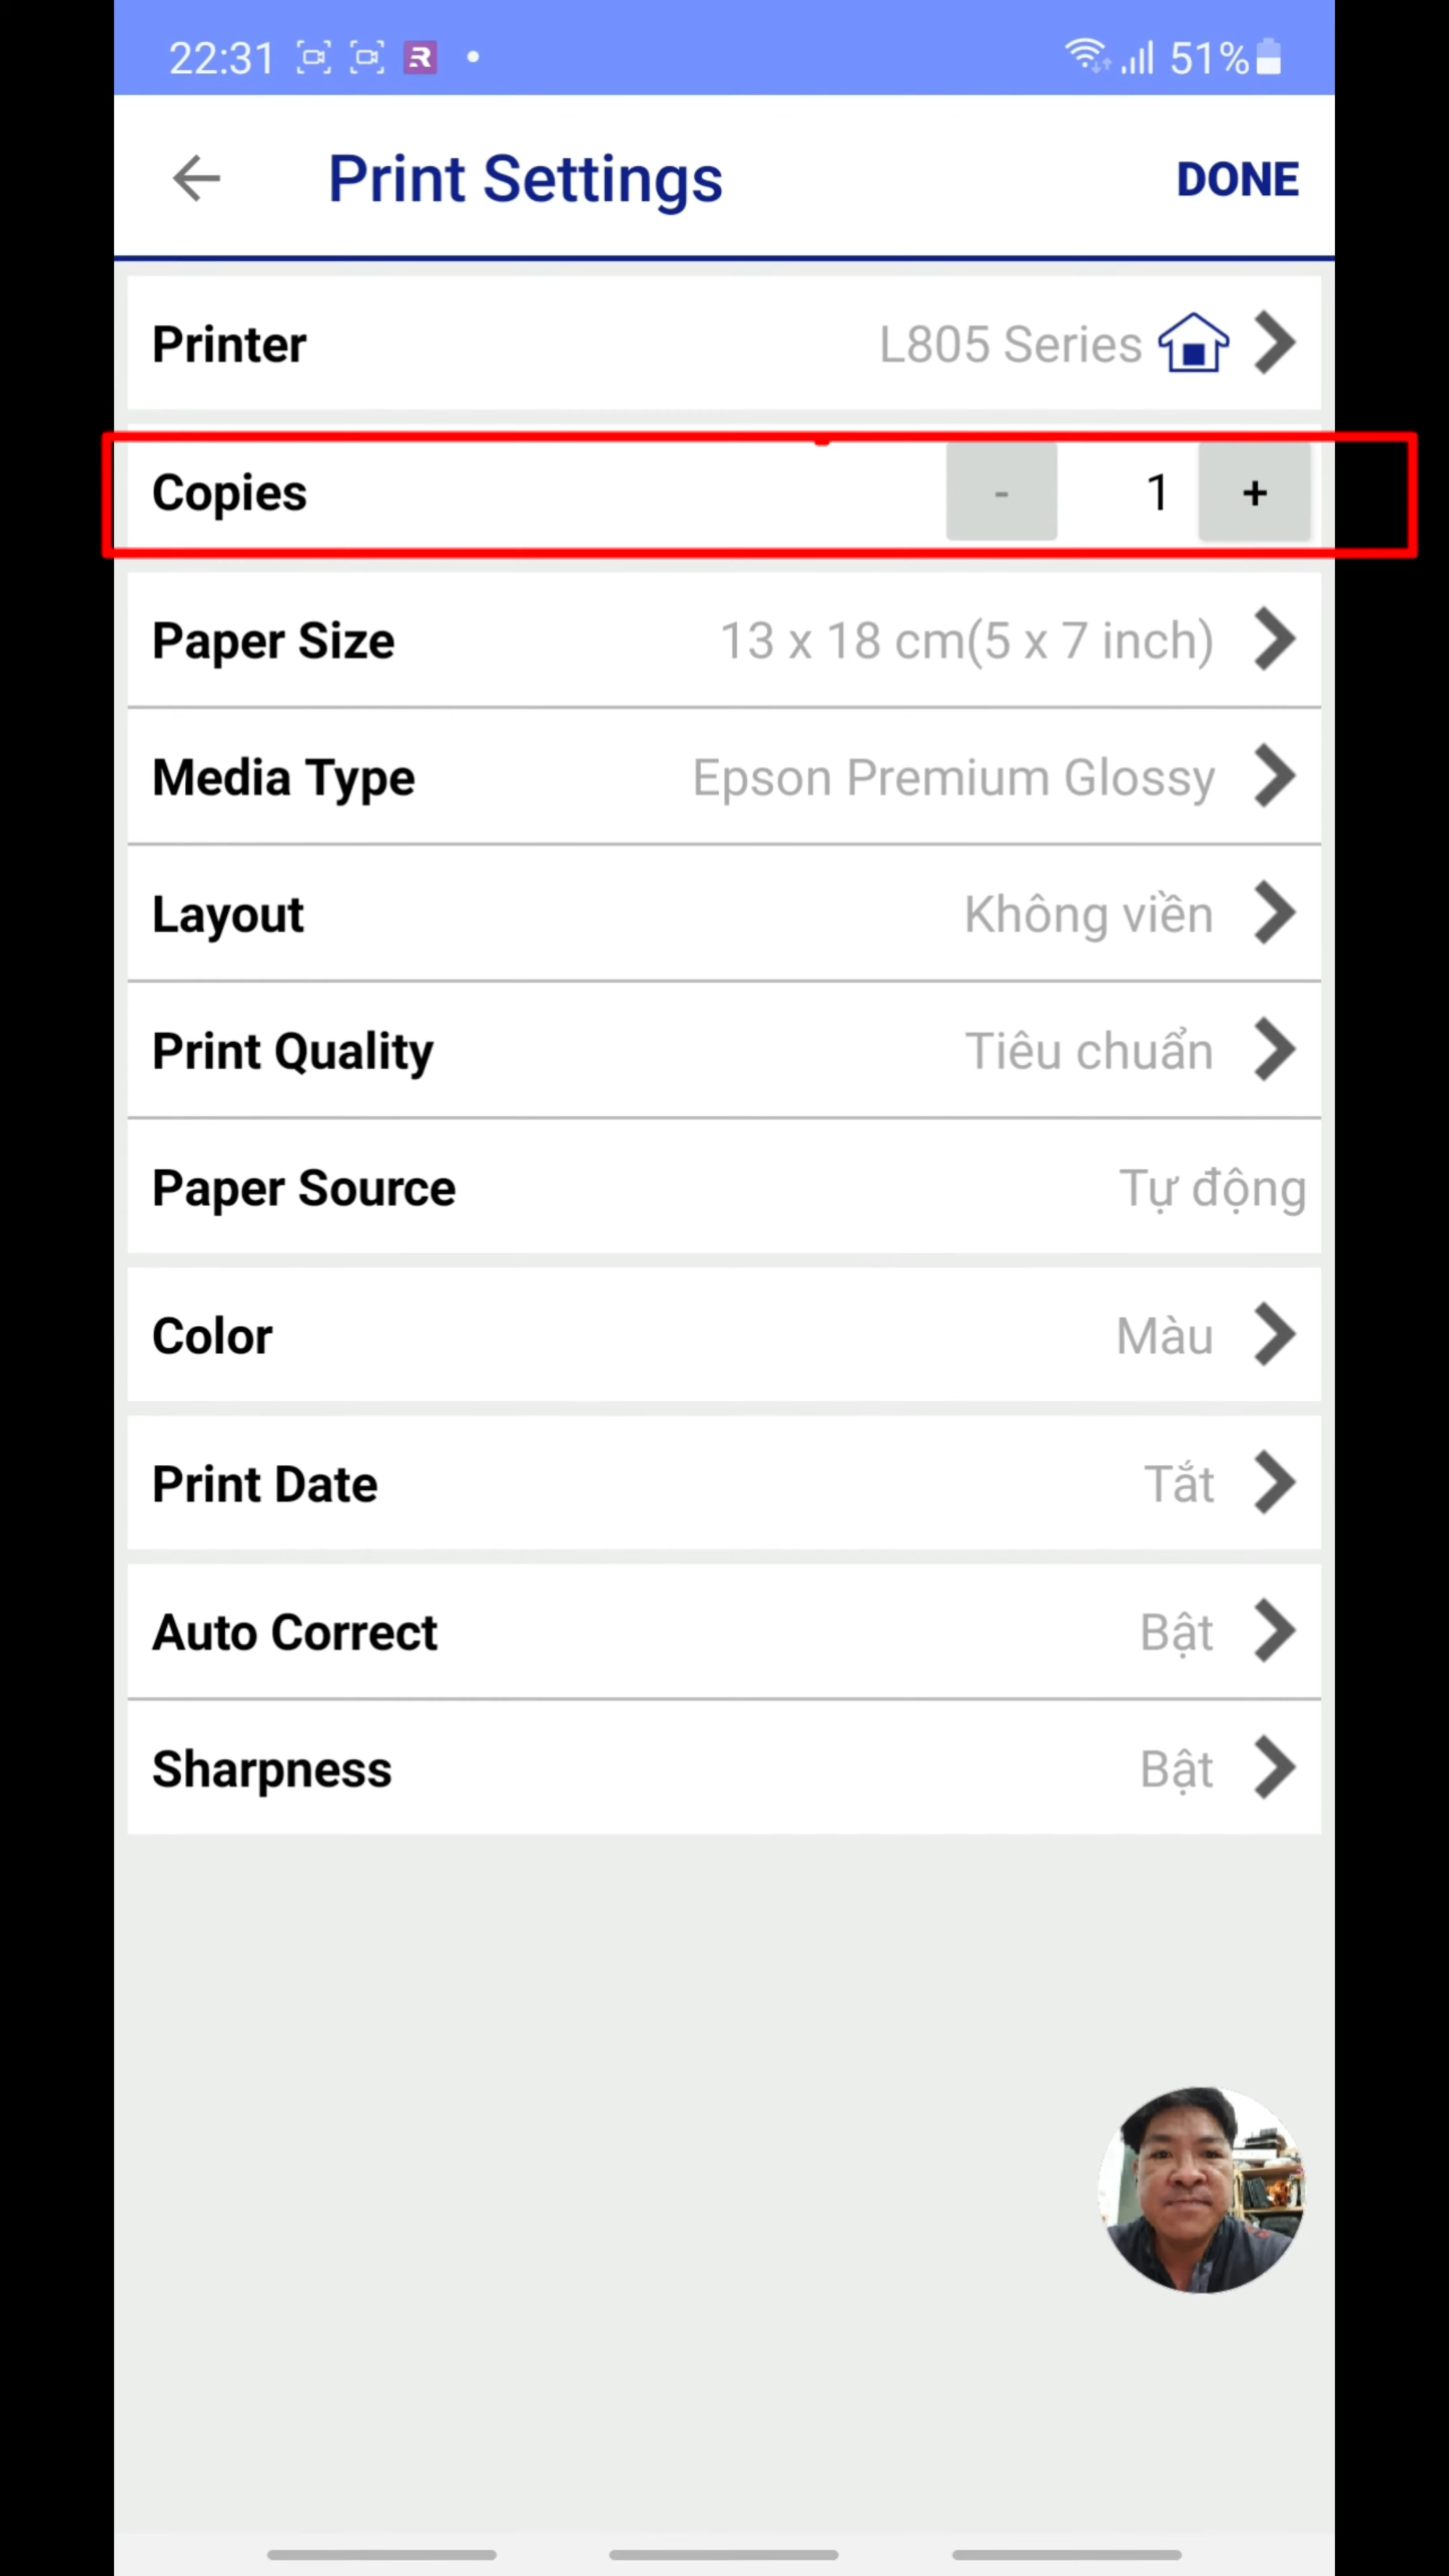 22:31 R 51%
Print Settings DONE
Printer L805 Series
Copies - 1 +
Paper Size 13 x 18 cm(5 x 7 inch)
Media Type Epson Premium Glossy
Layout Không viền
Print Quality Tiêu chuẩn
Paper Source Tự động
Color Màu
Print Date Tắt
Auto Correct Bật
Sharpness Bật